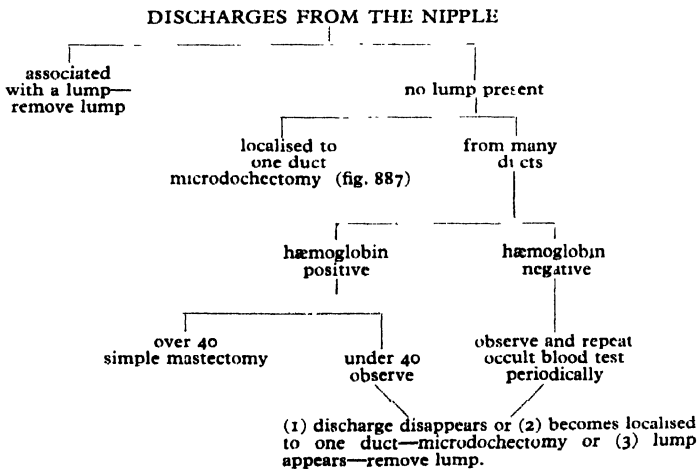 DISCHARGES FROM THE NIPPLE
associated
with a lump—
remove lump
no lump present
localised to
one duct
microdochectomy (fig. 887)
from many
ducts
hæmoglobin
positive
hæmoglobin
negative
over 40
simple mastectomy
under 40
observe
observe and repeat
occult blood test
periodically
(1) discharge disappears or (2) becomes localised
to one duct—microdochectomy or (3) lump
appears—remove lump.